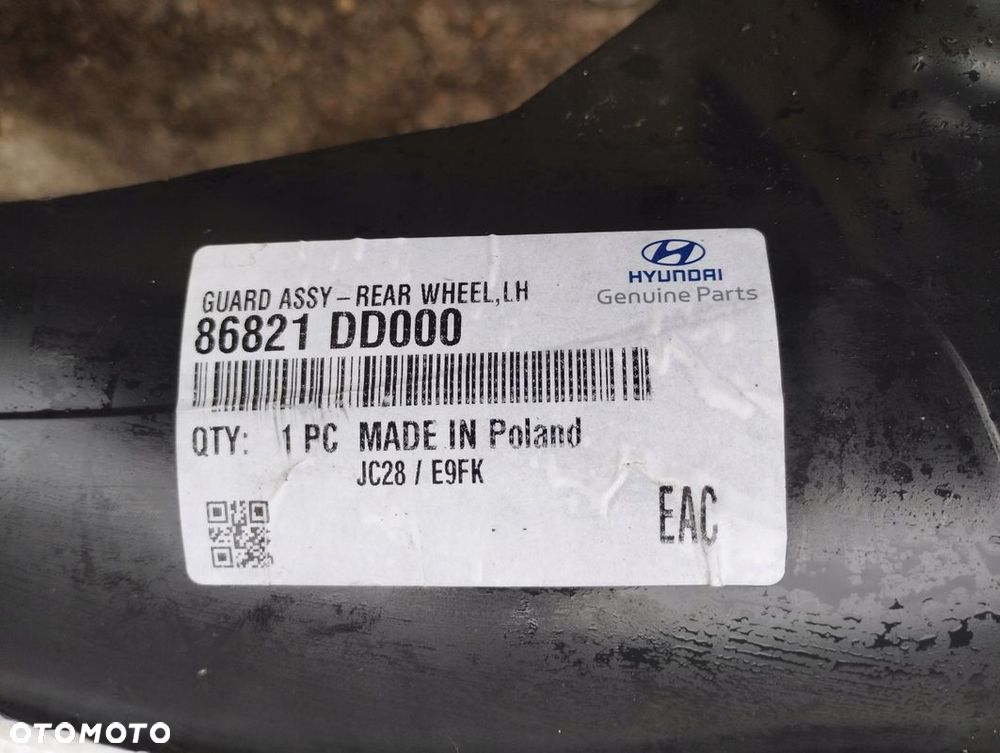 HYUNDAI
Genuine Parts
GUARD ASSY-REAR WHEEL,LH
86821 DD000
QTY: 1 PC MADE IN Poland
JC28 / E9FK
EAC
OTOMOTO